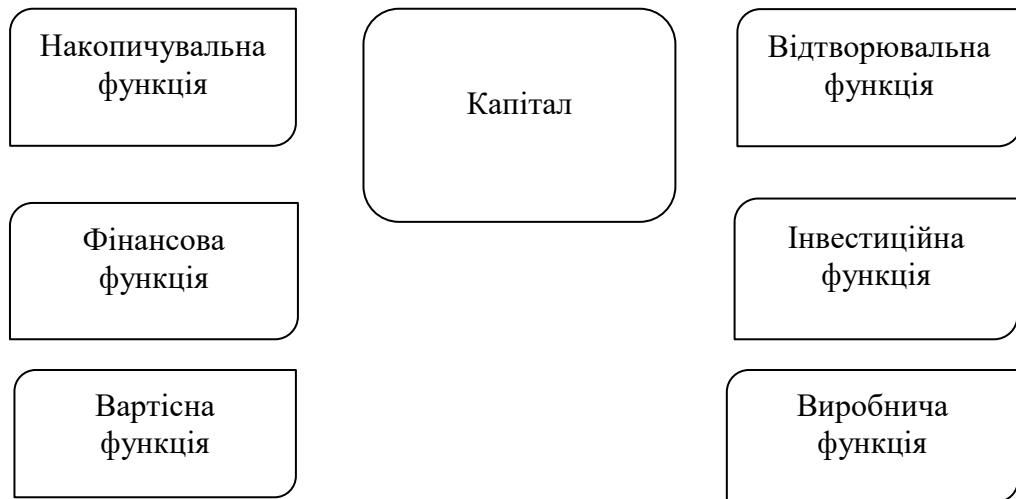 Накопичувальна
функція
Капітал
Відтворювальна
функція
Фінансова
функція
Інвестиційна
функція
Вартісна
функція
Виробнича
функція